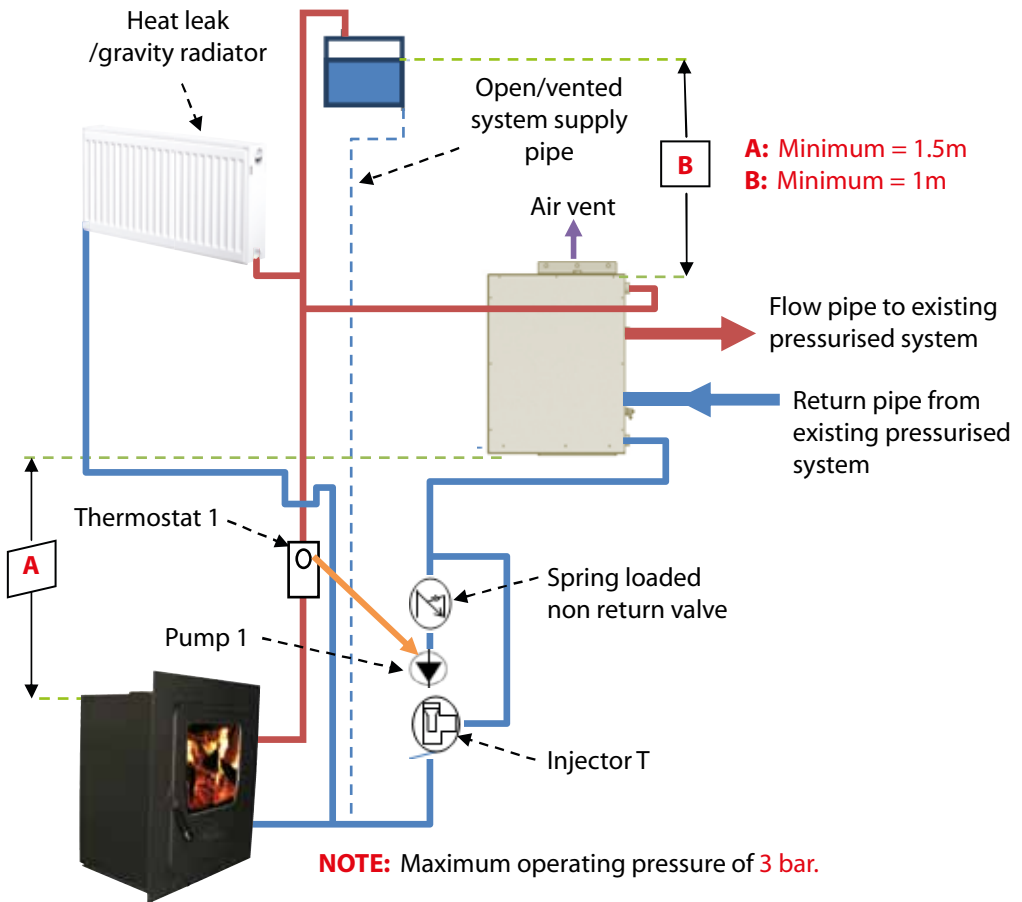 Heat leak
/gravity radiator
Open/vented
system supply
pipe
B
A: Minimum = 1.5m
B: Minimum = 1m
Air vent
Flow pipe to existing
pressurised system
Return pipe from
existing pressurised
system
Thermostat 1
A
Spring loaded
non return valve
Pump 1
Injector T
NOTE: Maximum operating pressure of 3 bar.